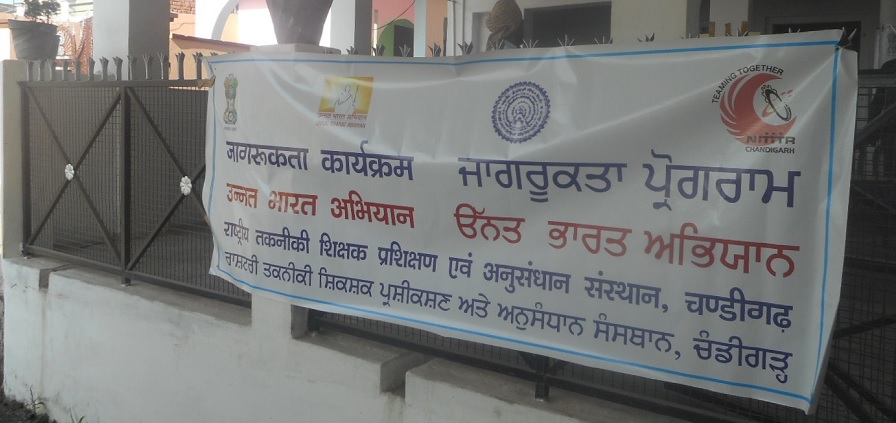 TEAMING TOGETHER
NITTTR
CHANDIGARH
जागरूकता कार्यक्रम ਜਾਗਰੂਕਤਾ ਪ੍ਰੋਗਰਾਮ
उन्नत भारत अभियान ਉੱਨਤ ਭਾਰਤ ਅਭਿਯਾਨ
राष्ट्रीय तकनीकी शिक्षक प्रशिक्षण एवं अनुसंधान संस्थान, चण्डीगढ़
ਰਾਸ਼ਟਰੀ ਤਕਨੀਕੀ ਸ਼ਿਕਸ਼ਕ ਪ੍ਰਸ਼ੀਕਸ਼ਣ ਅਤੇ ਅਨੁਸੰਧਾਨ ਸੰਸਥਾਨ, ਚੰਡੀਗੜ੍ਹ